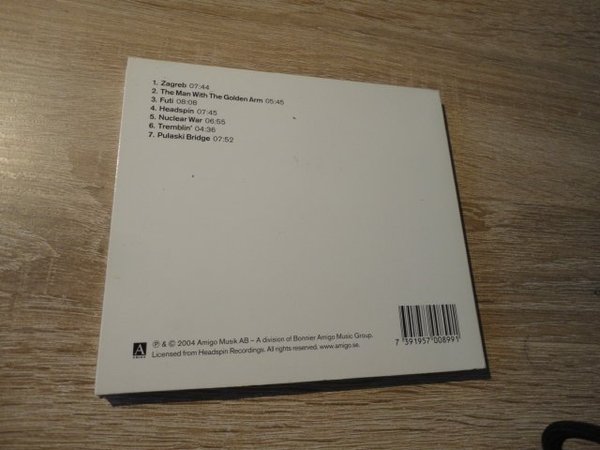 1. Zagreb 07:44
2. The Man With The Golden Arm 05:45
3. Futi 08:08
4. Headspin 07:45
5. Nuclear War 06:55
6. Tremblin' 04:36
7. Pulaski Bridge 07:52
A ℗ & © 2004 Amigo Musik AB – A division of Bonnier Amigo Music Group.
Licensed from Headspin Recordings. All rights reserved. www.amigo.se.
7 391957 008991